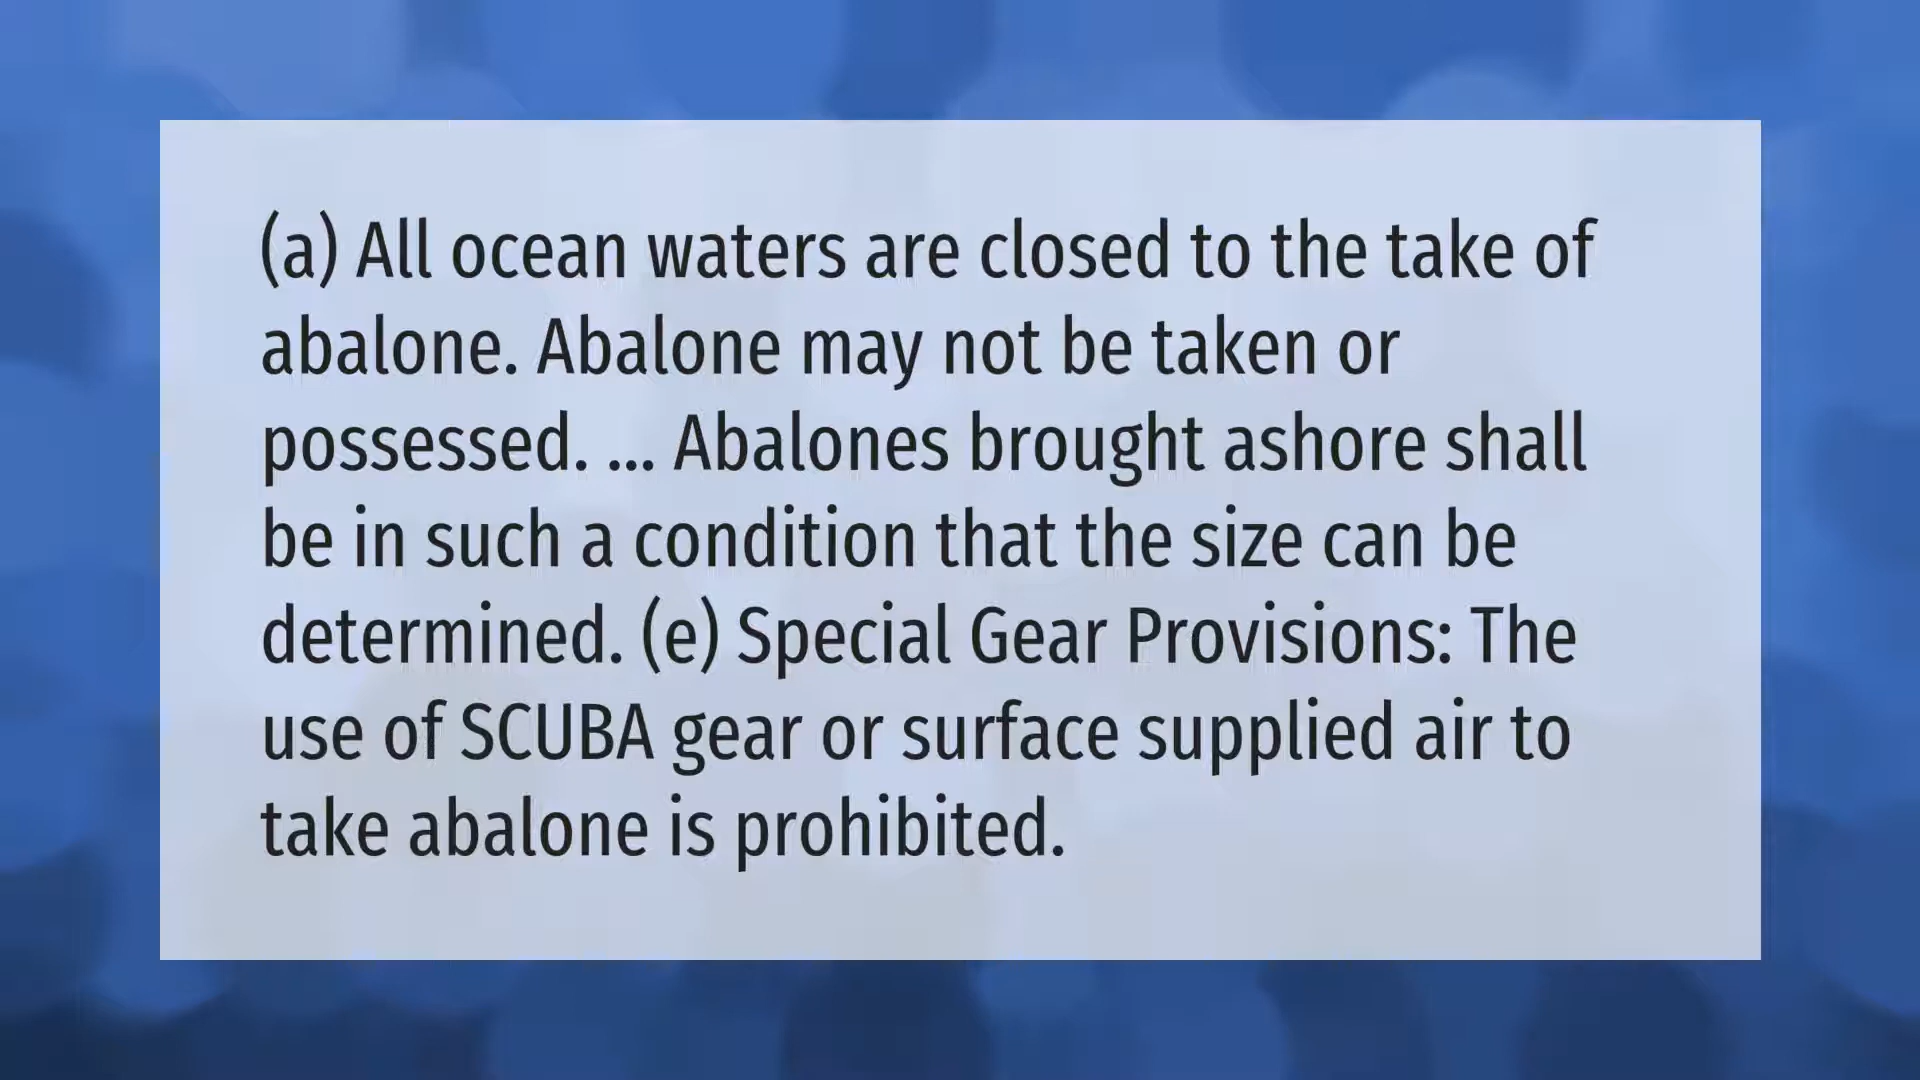 (a) All ocean waters are closed to the take of
abalone. Abalone may not be taken or
possessed. ... Abalones brought ashore shall
be in such a condition that the size can be
determined. (e) Special Gear Provisions: The
use of SCUBA gear or surface supplied air to
take abalone is prohibited.